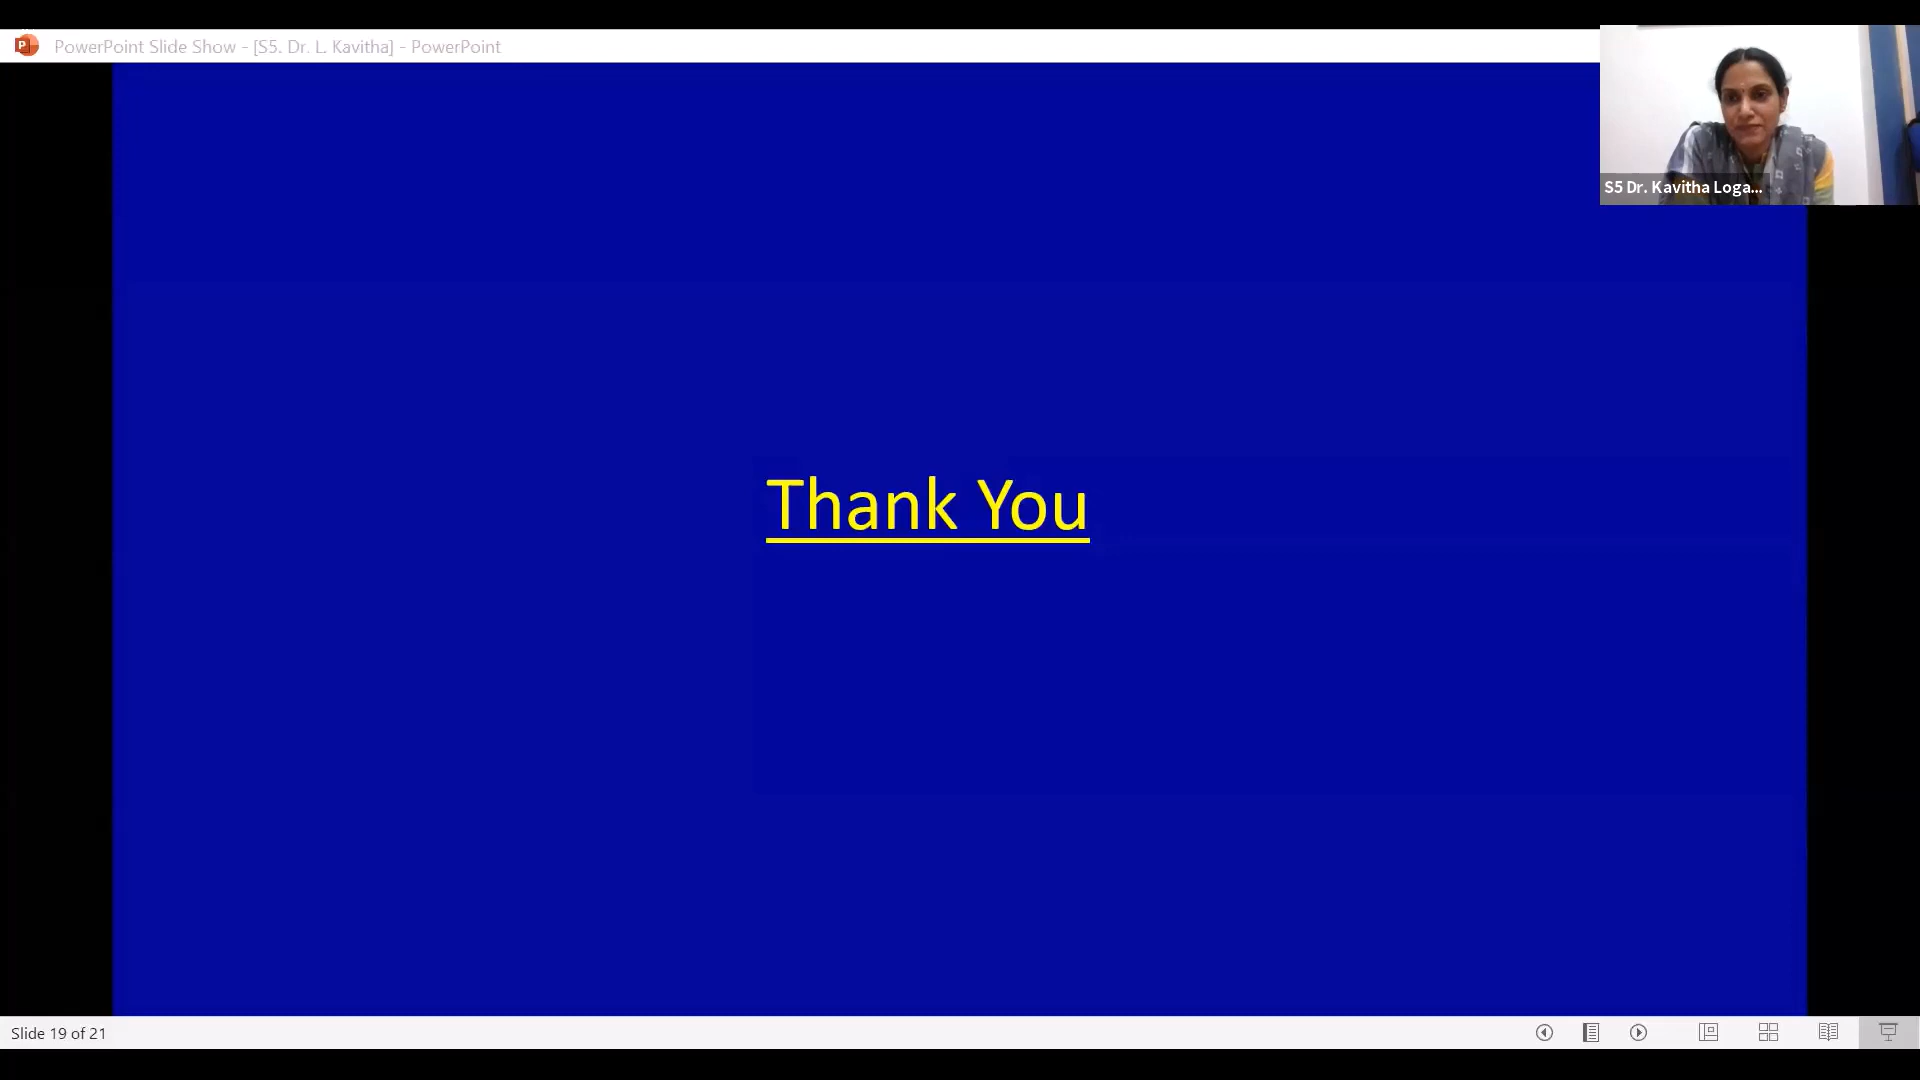 PowerPoint Slide Show - [S5. Dr. L. Kavitha] - PowerPoint
S5 Dr. Kavitha Loga...
Thank You
Slide 19 of 21